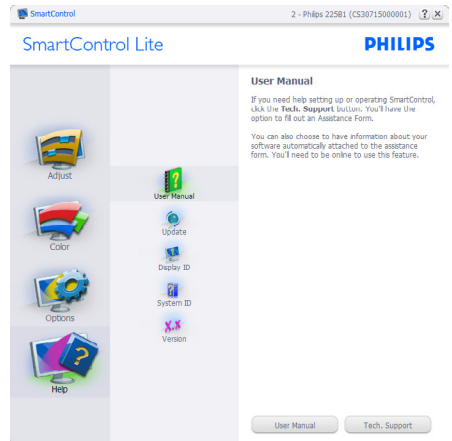 SmartControl
2 - Philips 225B1 (CS30715000001)
? X
SmartControl Lite
PHILIPS
Adjust
Color
Options
Help
User Manual
Update
Display ID
System ID
X.X
Version
User Manual
If you need help setting up or operating SmartControl,
click the Tech. Support button. You'll have the
option to fill out an Assistance Form.
You can also choose to have information about your
software automatically attached to the assistance
form. You'll need to be online to use this feature.
User Manual
Tech. Support